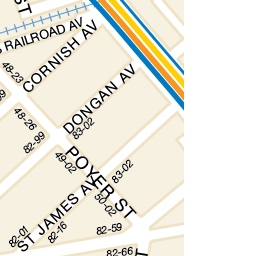 ST
S RAILROAD AV
CORNISH AV
48-23
DONGAN AV
48-26
83-02
82-99
POYER ST
49-02
83-02
50-02
ST JAMES AV
82-01
82-16
82-59
82-66